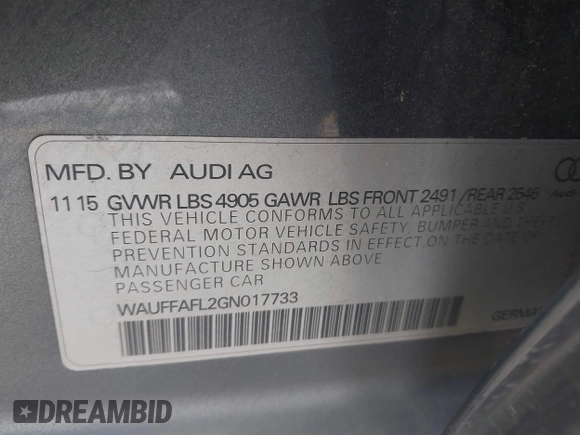 MFD. BY AUDI AG
11 15 GVWR LBS 4905 GAWR LBS FRONT 2491 / REAR 2546
THIS VEHICLE CONFORMS TO ALL APPLICABLE U.S.
FEDERAL MOTOR VEHICLE SAFETY, BUMPER AND THEFT
PREVENTION STANDARDS IN EFFECT ON THE DATE OF
MANUFACTURE SHOWN ABOVE
PASSENGER CAR
WAUFFAFL2GN017733
GERMA
DREAMBID